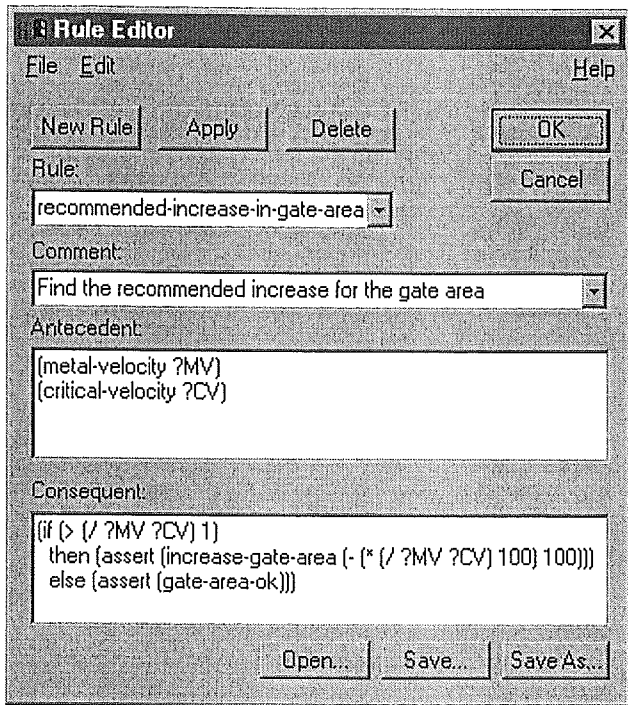 Rule Editor
File Edit Help
New Rule Apply Delete OK
Rule: Cancel
recommended-increase-in-gate-area
Comment:
Find the recommended increase for the gate area
Antecedent:
(metal-velocity ?MV)
(critical-velocity ?CV)
Consequent:
(if (> (/ ?MV ?CV) 1)
then (assert (increase-gate-area (- (* (/ ?MV ?CV) 100) 100)))
else (assert (gate-area-ok)))
Open... Save... Save As...